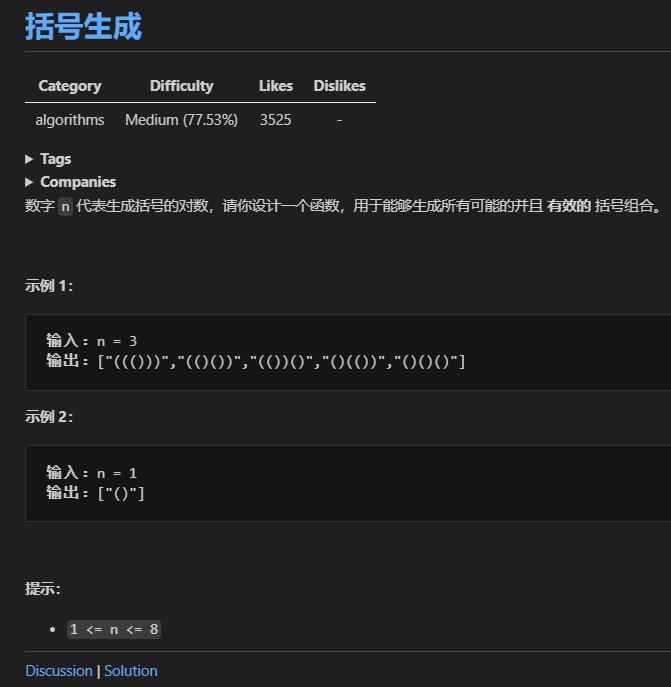 括号生成
Category Difficulty Likes Dislikes
algorithms Medium (77.53%) 3525 -
▶ Tags
▶ Companies
数字 n 代表生成括号的对数，请你设计一个函数，用于能够生成所有可能的并且 有效的 括号组合。
示例 1：
输入：n = 3
输出：["((()))","(()())","(())()","()(())","()()()"]
示例 2：
输入：n = 1
输出：["()"]
提示：
• 1 <= n <= 8
Discussion | Solution